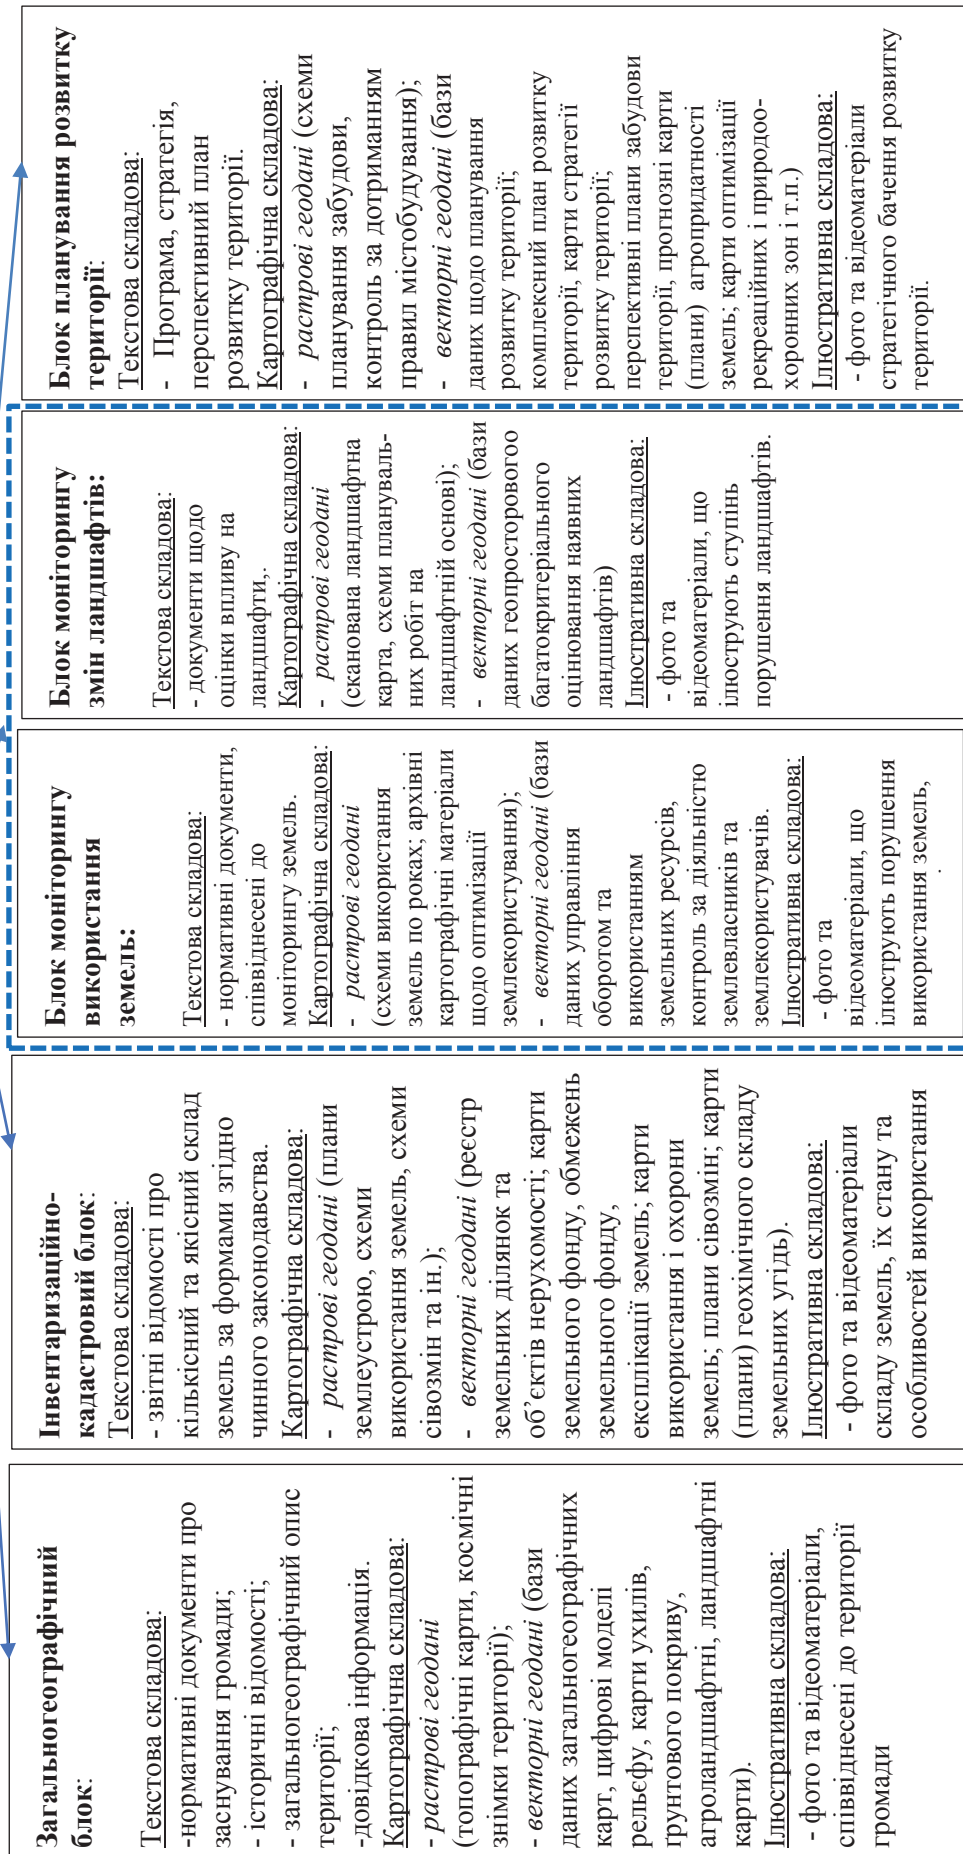 Загальногеографічний
блок:
Текстова складова:
-нормативні документи про
заснування громади;
- історичні відомості;
- загальногеографічний опис
території;
-довідкова інформація.
Картографічна складова:
- растрові геодані
(топографічні карти, космічні
знімки території);
- векторні геодані (бази
даних загальногеографічних
карт, цифрові моделі
рельєфу, карти ухилів,
ґрунтового покриву,
агроландшафтні, ландшафтні
карти).
Ілюстративна складова:
- фото та відеоматеріали,
співвіднесені до території
громади
Інвентаризаційно-
кадастровий блок:
Текстова складова:
- звітні відомості про
кількісний та якісний склад
земель за формами згідно
чинного законодавства.
Картографічна складова:
- растрові геодані (плани
землеустрою, схеми
використання земель, схеми
сівозмін та ін.);
- векторні геодані (реєстр
земельних ділянок та
об’єктів нерухомості; карти
земельного фонду, обмежень
земельного фонду,
експлікації земель; карти
використання і охорони
земель; плани сівозмін; карти
(плани) геохімічного складу
земельних угідь).
Ілюстративна складова:
- фото та відеоматеріали
складу земель, їх стану та
особливостей використання
Блок моніторингу
використання
земель:
Текстова складова:
- нормативні документи,
співвіднесені до
моніторингу земель.
Картографічна складова:
- растрові геодані
(схеми використання
земель по роках; архівні
картографічні матеріали
щодо оптимізації
землекористування);
- векторні геодані (бази
даних управління
оборотом та
використанням
земельних ресурсів,
контроль за діяльністю
землевласників та
землекористувачів.
Ілюстративна складова:
- фото та
відеоматеріали, що
ілюструють порушення
використання земель,
.
Блок моніторингу
змін ландшафтів:
Текстова складова:
- документи щодо
оцінки впливу на
ландшафти,.
Картографічна складова:
- растрові геодані
(сканована ландшафтна
карта, схеми плануваль-
них робіт на
ландшафтній основі);
- векторні геодані (бази
даних геопросторового
багатокритеріального
оцінювання наявних
ландшафтів)
Ілюстративна складова:
- фото та
відеоматеріали, що
ілюструють ступінь
порушення ландшафтів.
Блок планування розвитку
території:
Текстова складова:
- Програма, стратегія,
перспективний план
розвитку території.
Картографічна складова:
- растрові геодані (схеми
планування забудови,
контроль за дотриманням
правил містобудування);
- векторні геодані (бази
даних щодо планування
розвитку території;
комплексний план розвитку
території, карти стратегії
розвитку території;
перспективні плани забудови
території, прогнозні карти
(плани) агропридатності
земель; карти оптимізації
рекреаційних і природоо-
хоронних зон і т.п.)
Ілюстративна складова:
- фото та відеоматеріали
стратегічного бачення розвитку
території.